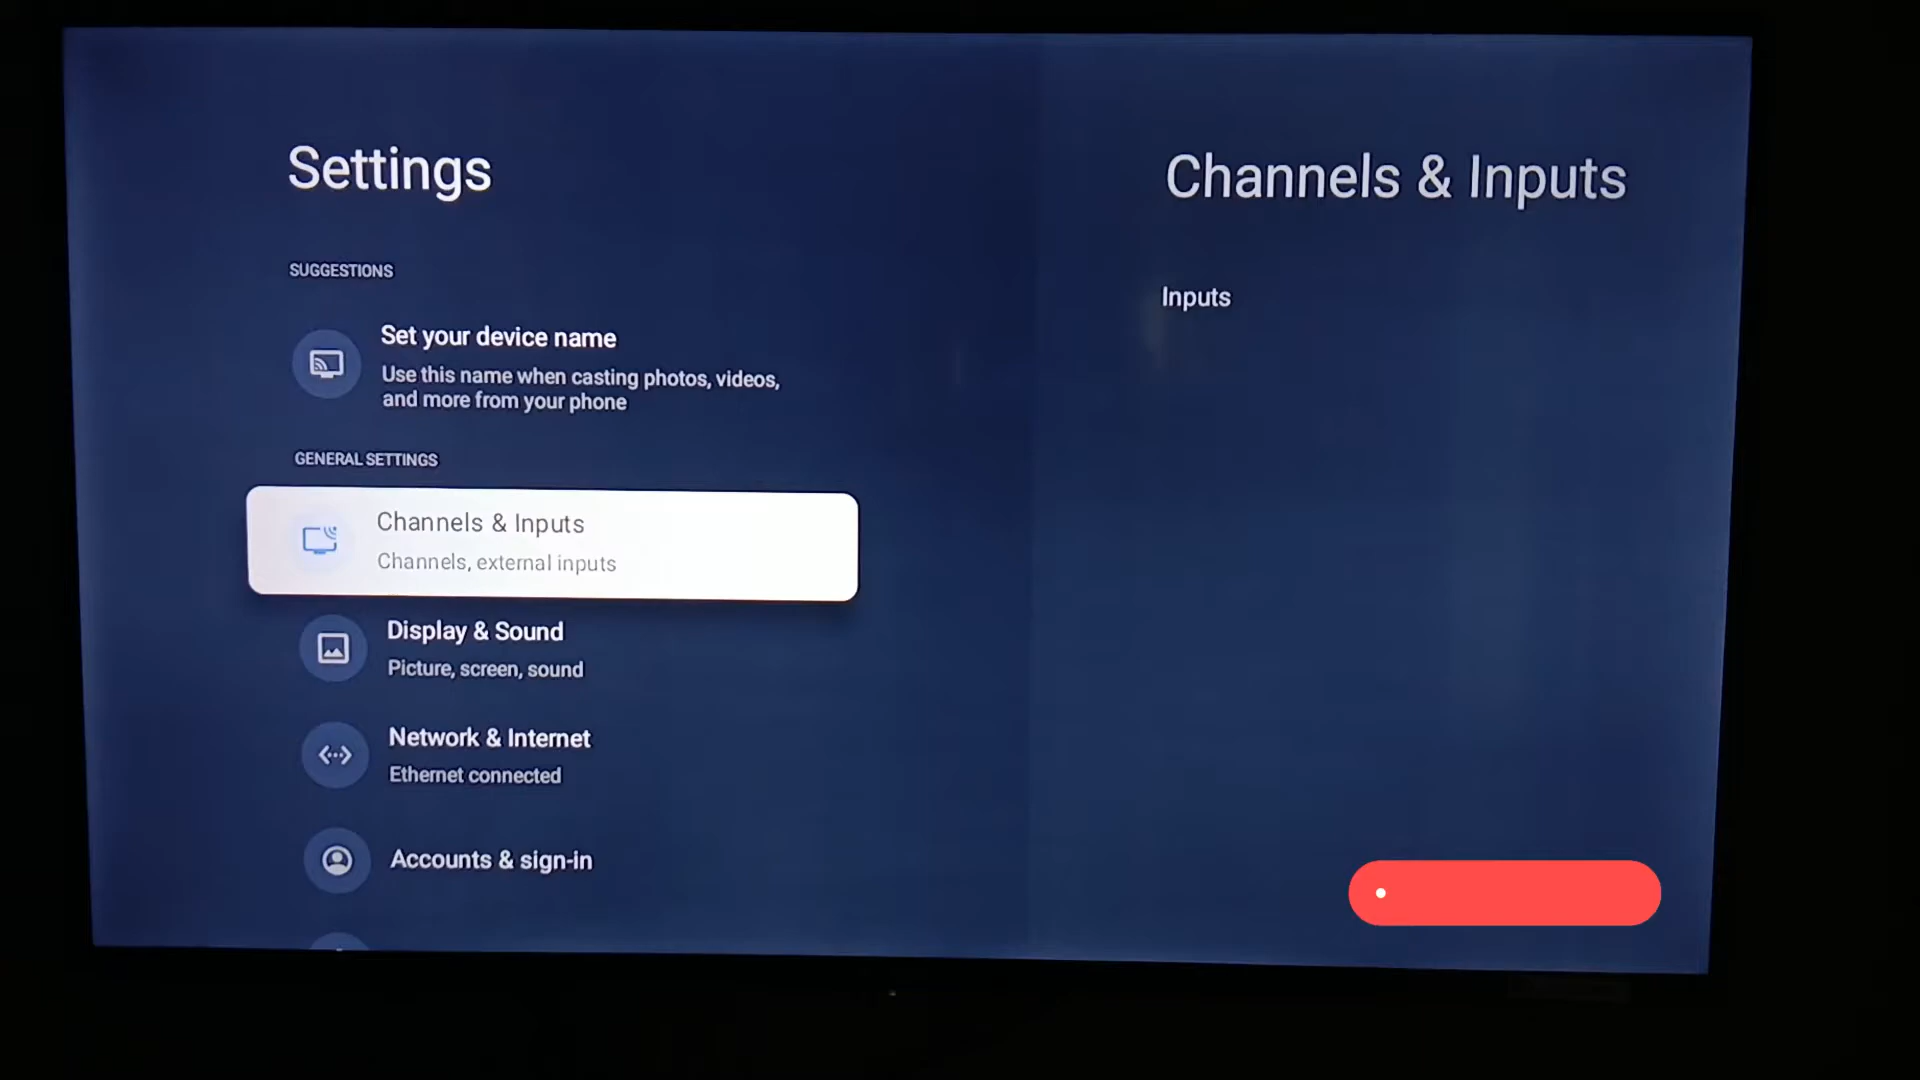 Settings
SUGGESTIONS
Set your device name
Use this name when casting photos, videos,
and more from your phone
GENERAL SETTINGS
Channels & Inputs
Channels, external inputs
Display & Sound
Picture, screen, sound
Network & Internet
Ethernet connected
Accounts & sign-in
Channels & Inputs
Inputs